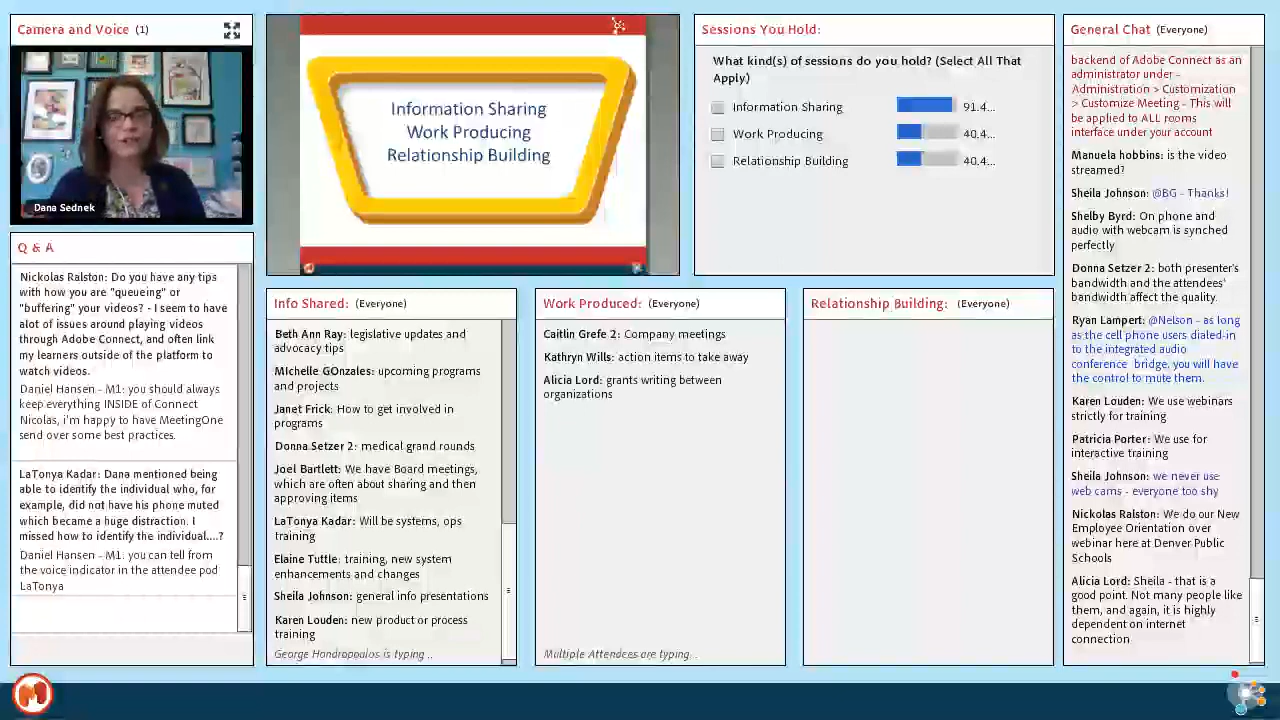 Camera and Voice (1)
Dana Sednek
Q & A
Nickolas Ralston: Do you have any tips
with how you are "queueing" or
"buffering" your videos? - I seem to have
alot of issues around playing videos
through Adobe Connect, and often link
my learners outside of the platform to
watch videos.
Daniel Hansen - M1: you should always
keep everything INSIDE of Connect
Nicolas, i'm happy to have MeetingOne
send over some best practices.
LaTonya Kadar: Dana mentioned being
able to identify the individual who, for
example, did not have his phone muted
which became a huge distraction. I
missed how to identify the individual....?
Daniel Hansen - M1: you can tell from
the voice indicator in the attendee pod
LaTonya
Information Sharing
Work Producing
Relationship Building
Sessions You Hold:
What kind(s) of sessions do you hold? (Select All That
Apply)
Information Sharing 91.4...
Work Producing 40.4...
Relationship Building 40.4...
Info Shared: (Everyone)
Beth Ann Ray: legislative updates and
advocacy tips
MIchelle GOnzales: upcoming programs
and projects
Janet Frick: How to get involved in
programs
Donna Setzer 2: medical grand rounds
Joel Bartlett: We have Board meetings,
which are often about sharing and then
approving items
LaTonya Kadar: Will be systems, ops
training
Elaine Tuttle: training, new system
enhancements and changes
Sheila Johnson: general info presentations
Karen Louden: new product or process
training
George Hondropoulos is typing...
Work Produced: (Everyone)
Caitlin Grefe 2: Company meetings
Kathryn Wills: action items to take away
Alicia Lord: grants writing between
organizations
Multiple Attendees are typing...
Relationship Building: (Everyone)
General Chat (Everyone)
backend of Adobe Connect as an
administrator under -
Administration > Customization
> Customize Meeting - This will
be applied to ALL rooms
interface under your account
Manuela hobbins: is the video
streamed?
Sheila Johnson: @BG - Thanks!
Shelby Byrd: On phone and
audio with webcam is synched
perfectly
Donna Setzer 2: both presenter's
bandwidth and the attendees'
bandwidth affect the quality.
Ryan Lampert: @Nelson - as long
as the cell phone users dialed-in
to the integrated audio
conference bridge, you will have
the control to mute them.
Karen Louden: We use webinars
strictly for training
Patricia Porter: We use for
interactive training
Sheila Johnson: we never use
web cams - everyone too shy
Nickolas Ralston: We do our New
Employee Orientation over
webinar here at Denver Public
Schools
Alicia Lord: Sheila - that is a
good point. Not many people like
them, and again, it is highly
dependent on internet
connection